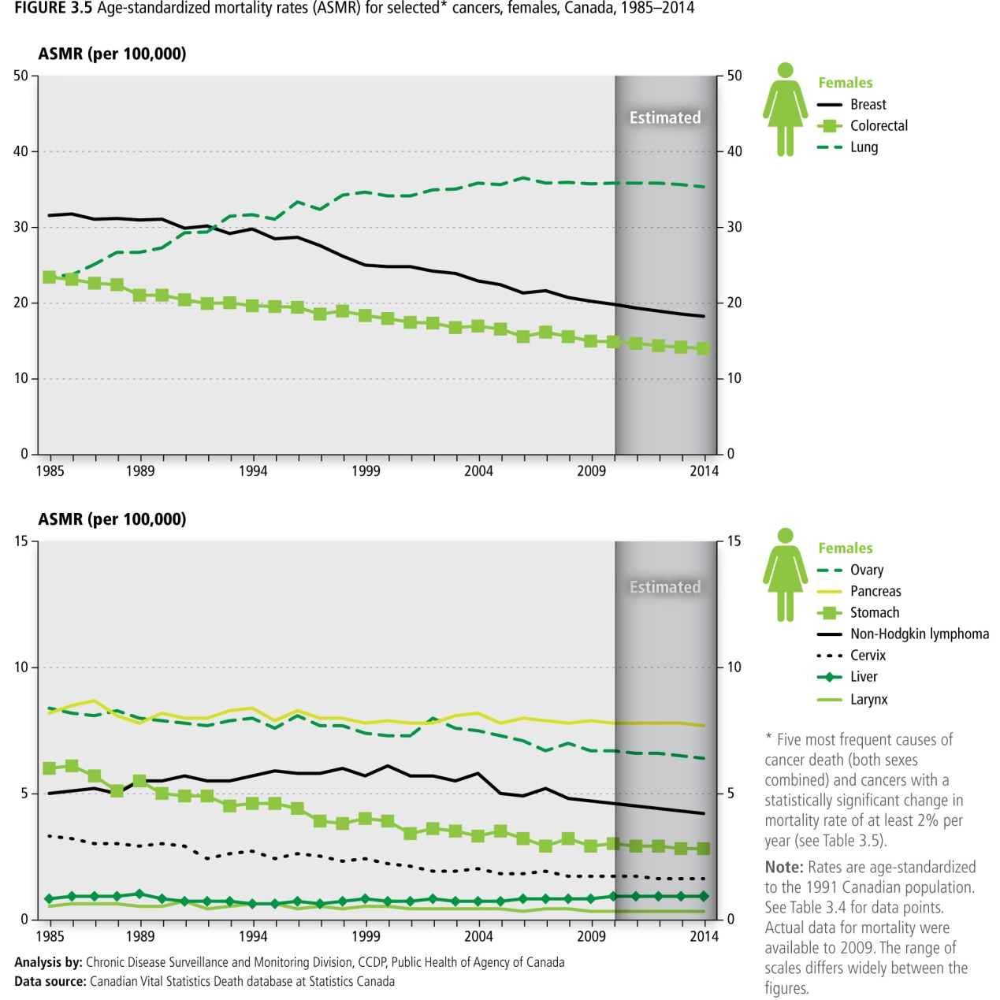 FIGURE 3.5 Age-standardized mortality rates (ASMR) for selected* cancers, females, Canada, 1985–2014
ASMR (per 100,000)
50
40
30
20
10
0
50
40
30
20
10
0
Estimated
1985 1989 1994 1999 2004 2009 2014
Females
Breast
Colorectal
Lung
ASMR (per 100,000)
15
10
5
0
15
10
5
0
Estimated
1985 1989 1994 1999 2004 2009 2014
Females
Ovary
Pancreas
Stomach
Non-Hodgkin lymphoma
Cervix
Liver
Larynx
* Five most frequent causes of
cancer death (both sexes
combined) and cancers with a
statistically significant change in
mortality rate of at least 2% per
year (see Table 3.5).
Note: Rates are age-standardized
to the 1991 Canadian population.
See Table 3.4 for data points.
Actual data for mortality were
available to 2009. The range of
scales differs widely between the
figures.
Analysis by: Chronic Disease Surveillance and Monitoring Division, CCDP, Public Health of Agency of Canada
Data source: Canadian Vital Statistics Death database at Statistics Canada